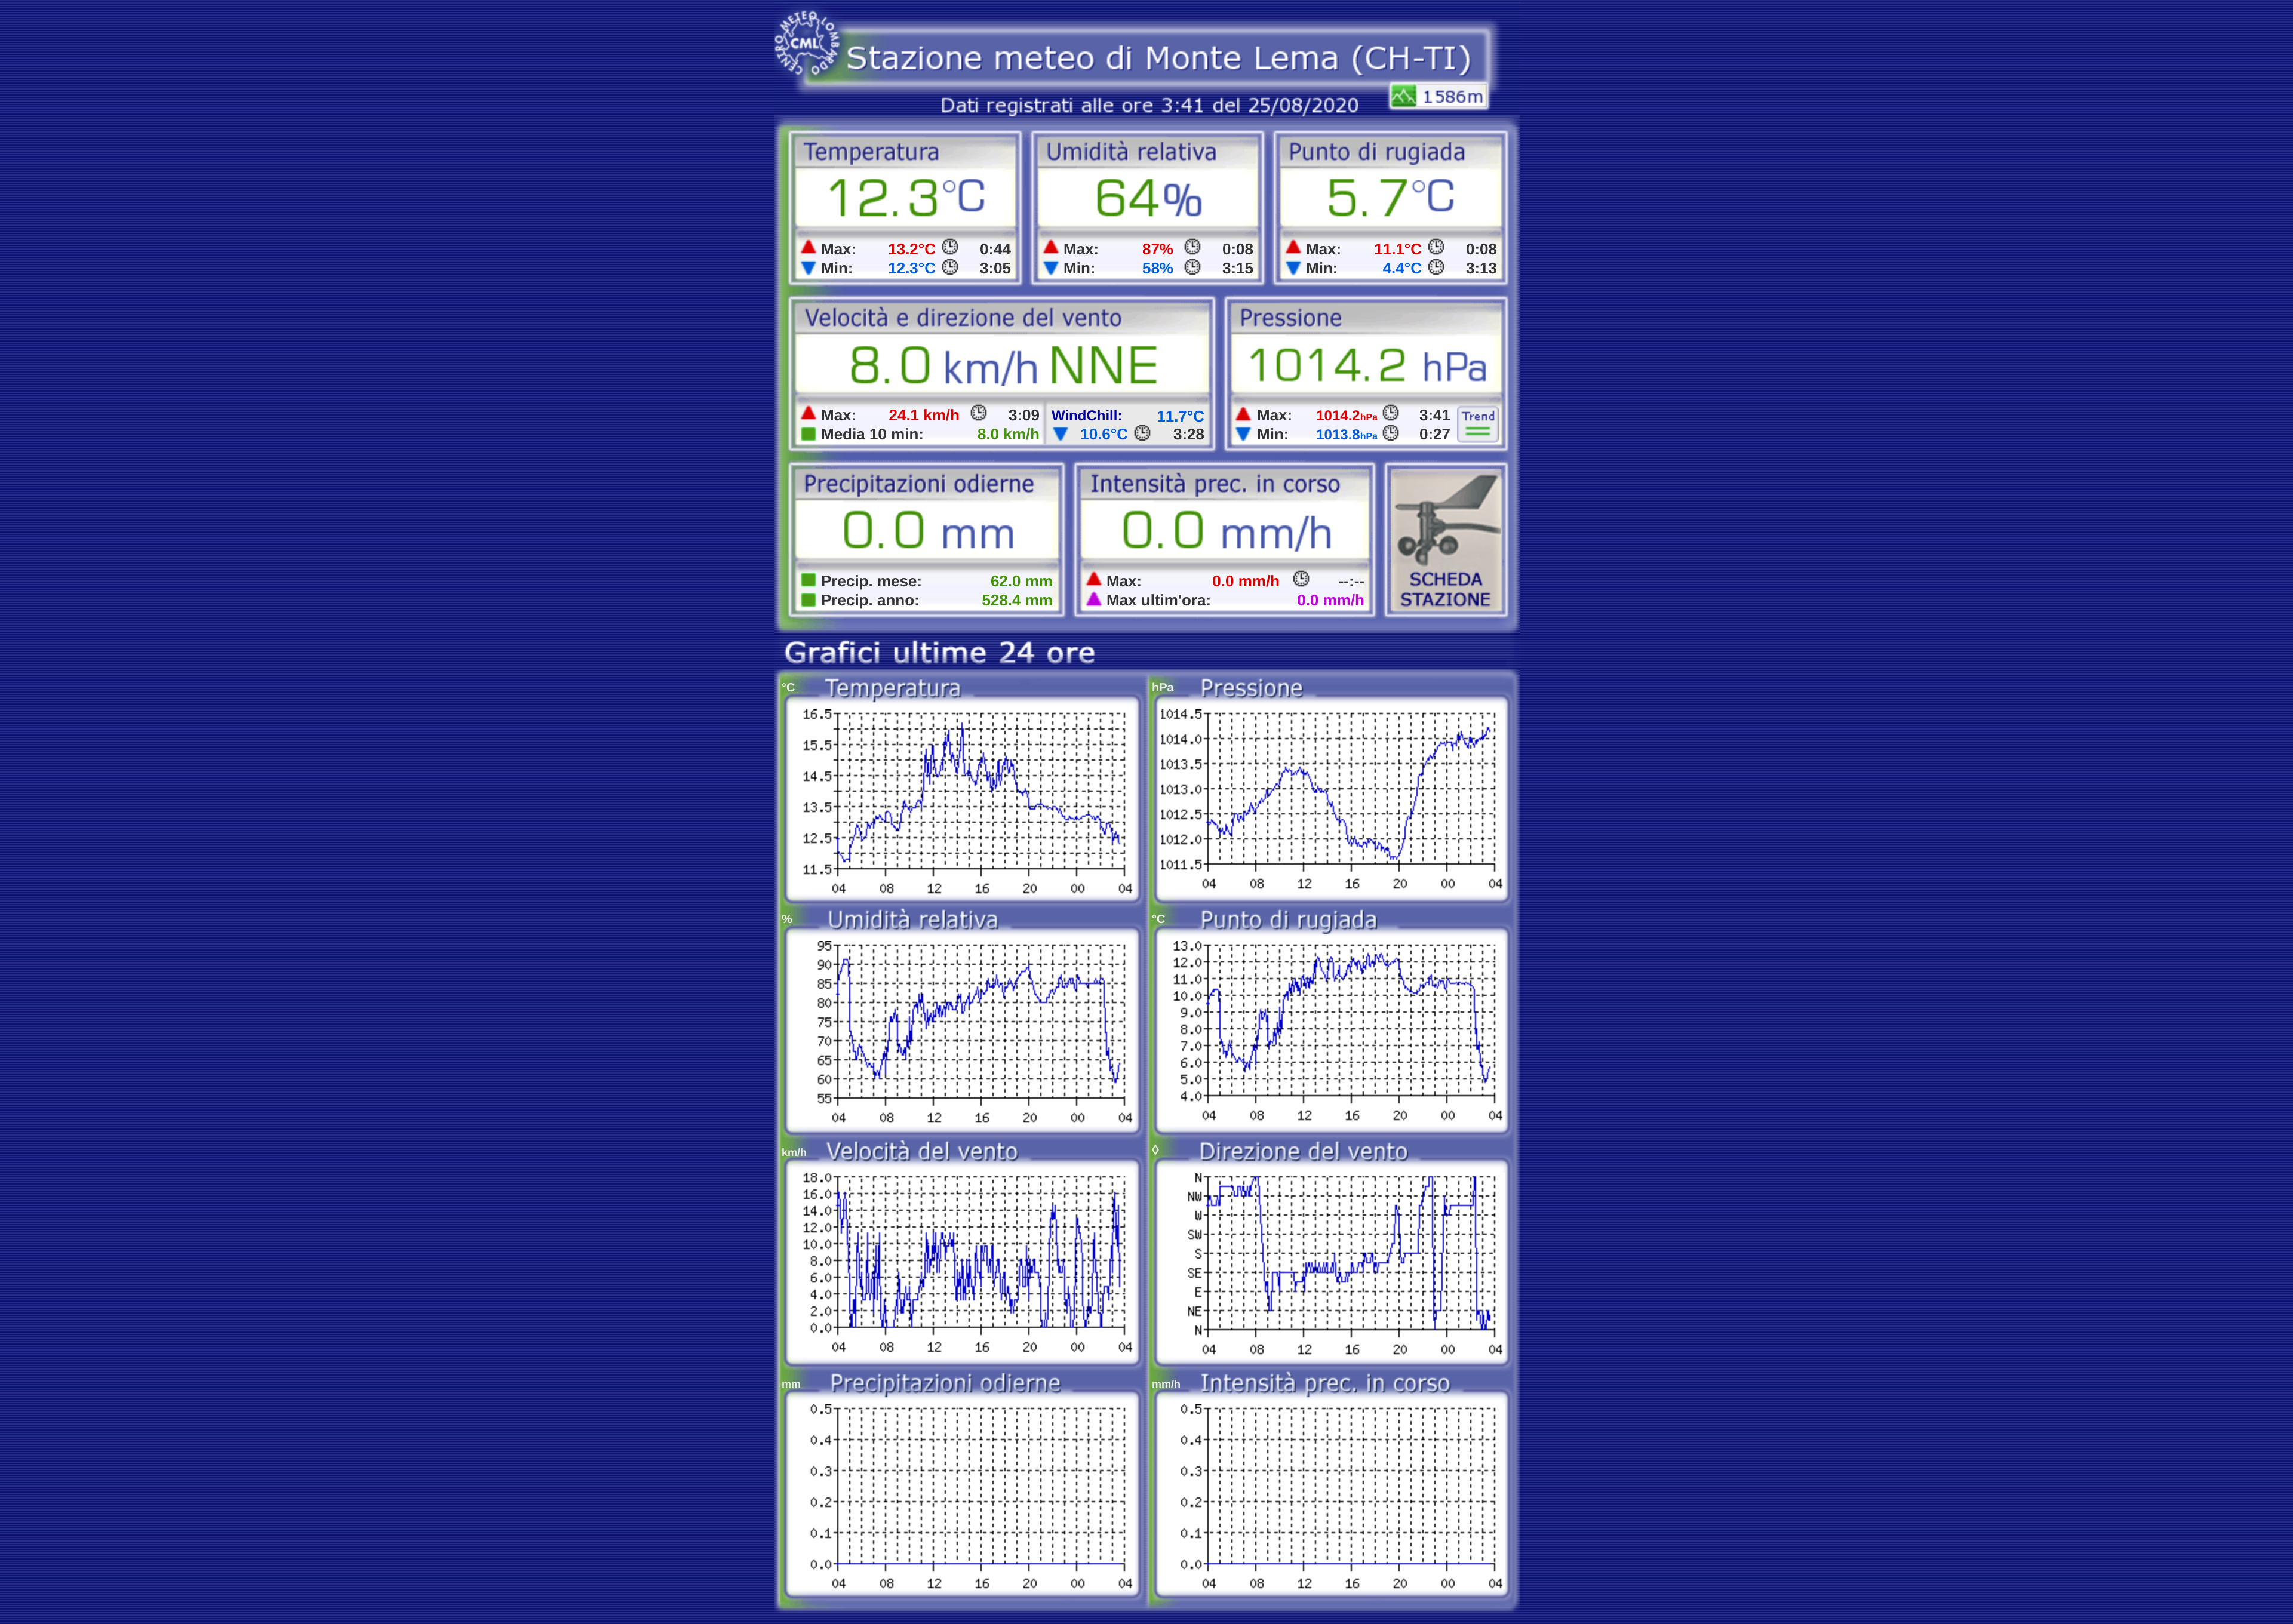 CENTRO METEO LOMBARDO
CML
Stazione meteo di Monte Lema (CH-TI)
1586m
Dati registrati alle ore 3:41 del 25/08/2020
Temperatura
12.3°C
Max: 13.2°C 0:44
Min: 12.3°C 3:05
Umidità relativa
64%
Max: 87% 0:08
Min: 58% 3:15
Punto di rugiada
5.7°C
Max: 11.1°C 0:08
Min: 4.4°C 3:13
Velocità e direzione del vento
8.0 km/h NNE
Max: 24.1 km/h 3:09
Media 10 min: 8.0 km/h
WindChill: 11.7°C
10.6°C 3:28
Pressione
1014.2 hPa
Max: 1014.2hPa 3:41
Min: 1013.8hPa 0:27
Trend
Precipitazioni odierne
0.0 mm
Precip. mese: 62.0 mm
Precip. anno: 528.4 mm
Intensità prec. in corso
0.0 mm/h
Max: 0.0 mm/h --:--
Max ultim'ora: 0.0 mm/h
SCHEDA
STAZIONE
Grafici ultime 24 ore
°C Temperatura
16.5
15.5
14.5
13.5
12.5
11.5
04 08 12 16 20 00 04
hPa Pressione
1014.5
1014.0
1013.5
1013.0
1012.5
1012.0
1011.5
04 08 12 16 20 00 04
% Umidità relativa
95
90
85
80
75
70
65
60
55
04 08 12 16 20 00 04
°C Punto di rugiada
13.0
12.0
11.0
10.0
9.0
8.0
7.0
6.0
5.0
4.0
04 08 12 16 20 00 04
km/h Velocità del vento
18.0
16.0
14.0
12.0
10.0
8.0
6.0
4.0
2.0
0.0
04 08 12 16 20 00 04
◊ Direzione del vento
N
NW
W
SW
S
SE
E
NE
N
04 08 12 16 20 00 04
mm Precipitazioni odierne
0.5
0.4
0.3
0.2
0.1
0.0
04 08 12 16 20 00 04
mm/h Intensità prec. in corso
0.5
0.4
0.3
0.2
0.1
0.0
04 08 12 16 20 00 04